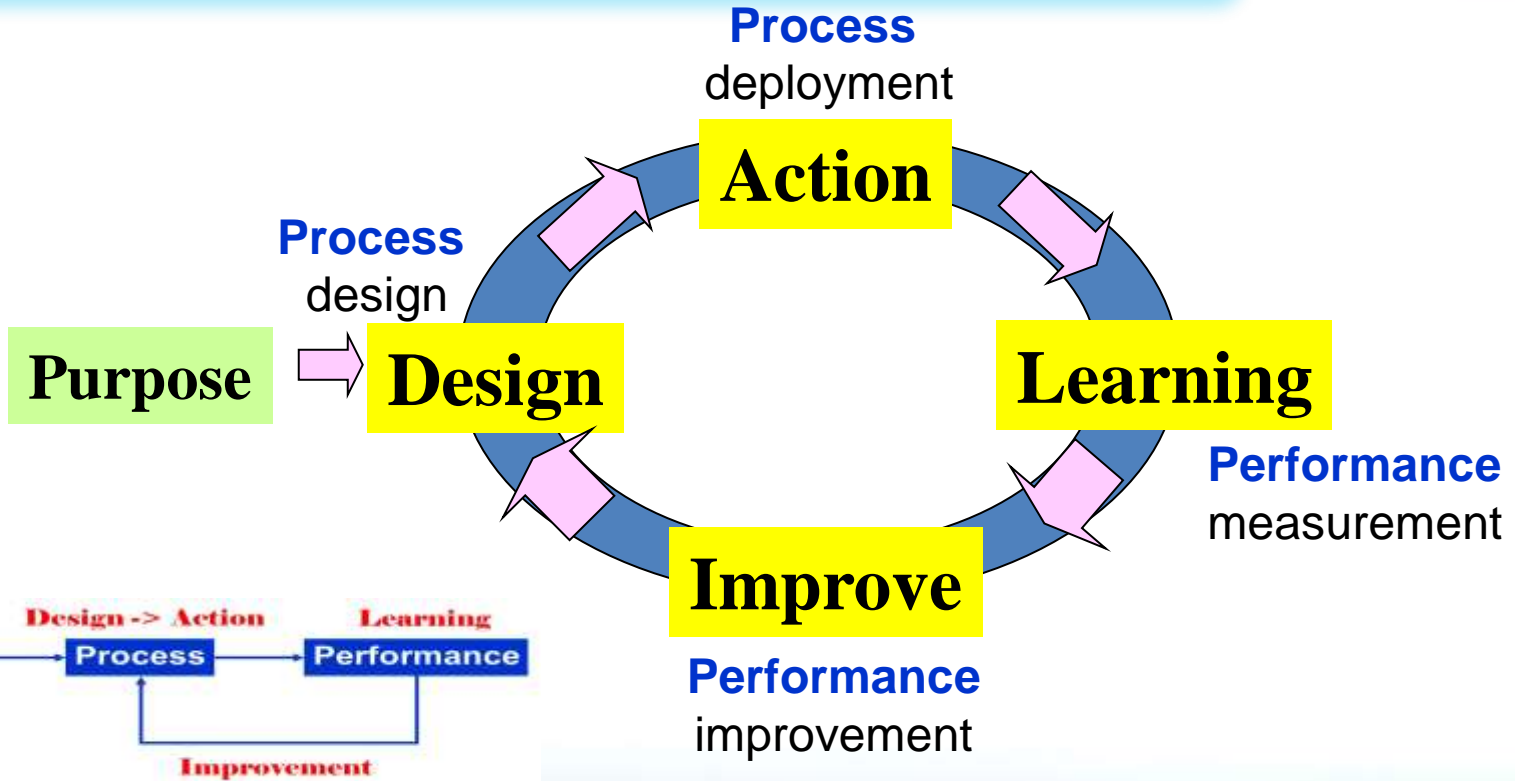 Process
deployment
Action
Process
design
Purpose
Design
Learning
Performance
measurement
Improve
Performance
improvement
Design -> Action
Learning
Process
Performance
Improvement